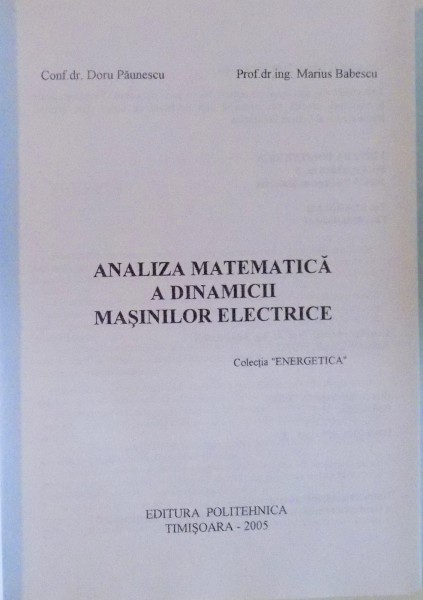 Conf.dr. Doru Păunescu Prof.dr ing. Marius Babescu
ANALIZA MATEMATICĂ
A DINAMICII
MAŞINILOR ELECTRICE
Colecţia "ENERGETICA"
EDITURA POLITEHNICA
TIMIŞOARA - 2005